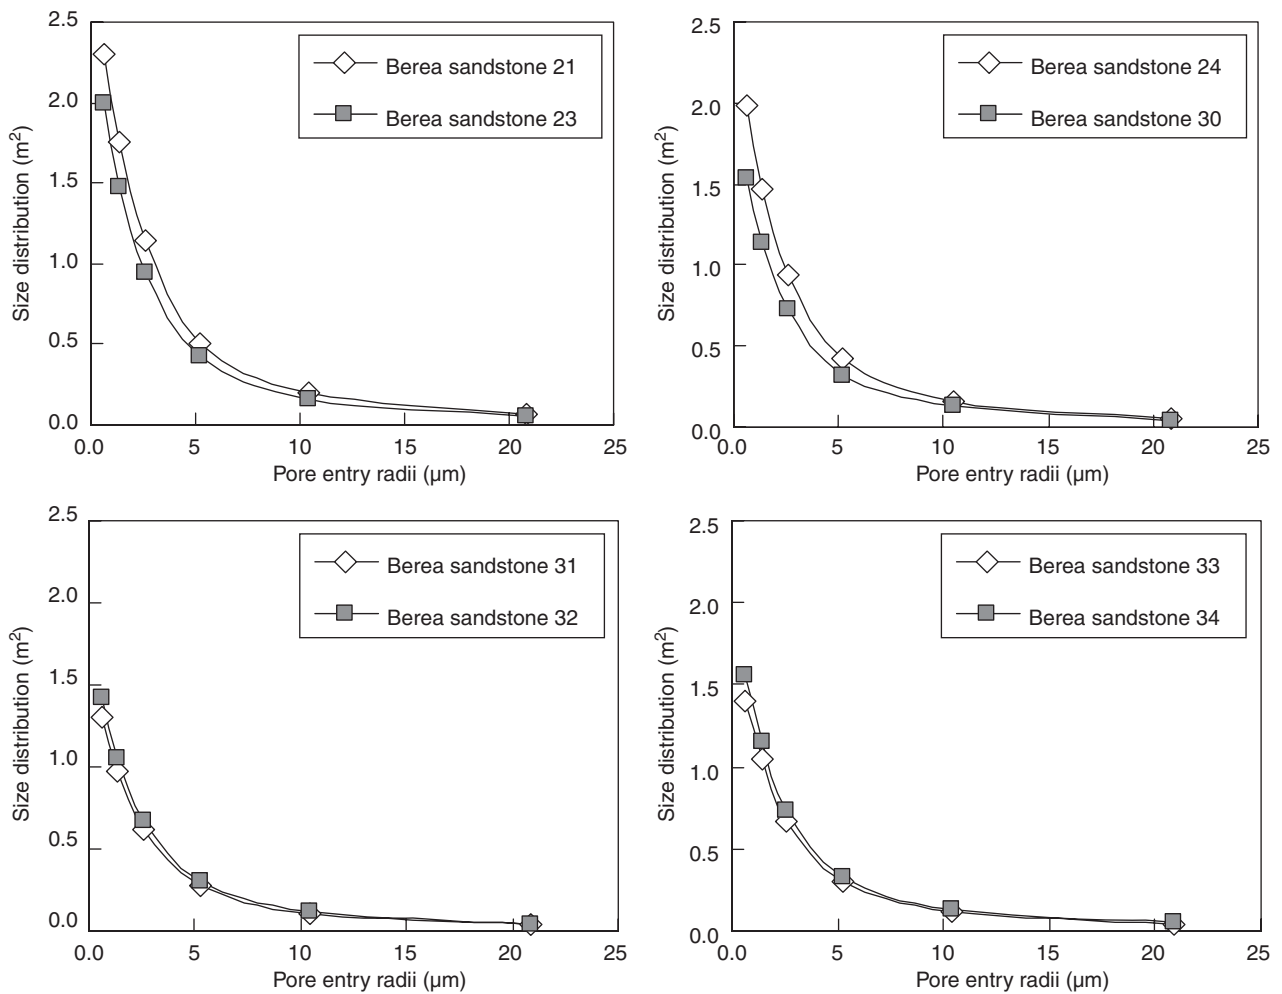 2.5
2.0
1.5
1.0
0.5
0.0
Size distribution (m²)
Berea sandstone 21
Berea sandstone 23
0.0 5 10 15 20 25
Pore entry radii (µm)
2.5
2.0
1.5
1.0
0.5
0.0
Size distribution (m²)
Berea sandstone 24
Berea sandstone 30
0.0 5 10 15 20 25
Pore entry radii (µm)
2.5
2.0
1.5
1.0
0.5
0.0
Size distribution (m²)
Berea sandstone 31
Berea sandstone 32
0.0 5 10 15 20 25
Pore entry radii (µm)
2.5
2.0
1.5
1.0
0.5
0.0
Size distribution (m²)
Berea sandstone 33
Berea sandstone 34
0.0 5 10 15 20 25
Pore entry radii (µm)